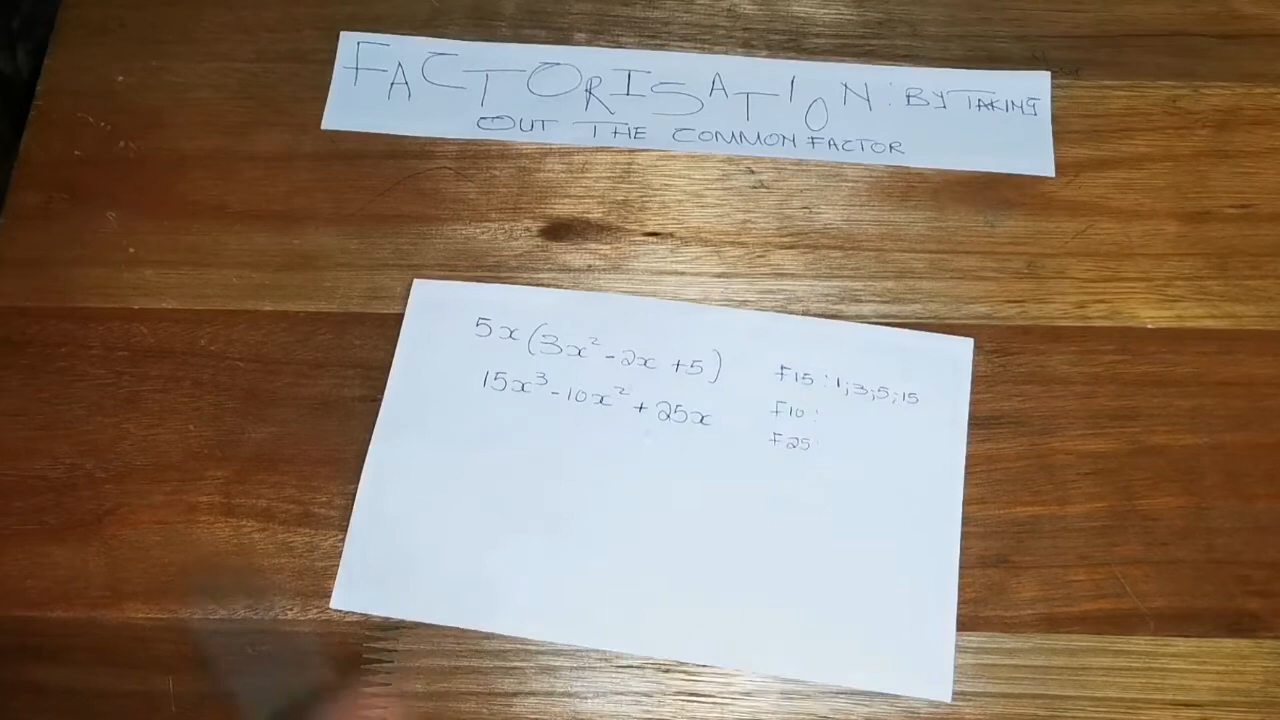 FACTORISATION: BY TAKING
OUT THE COMMON FACTOR
5x(3x² - 2x + 5)
15x³ - 10x² + 25x
F15 : 1; 3; 5; 15
F10 :
F25 :